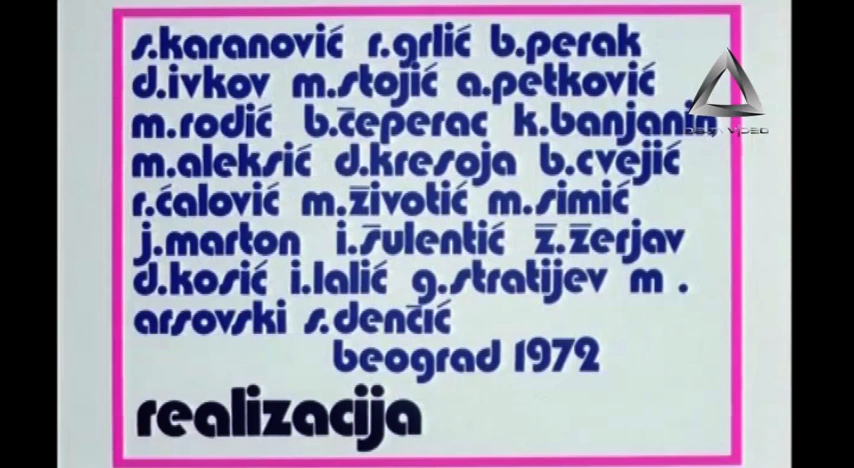 s.karanović r.grlić b.perak
d.ivkov m.stojić a.petković
m.rodić b.čeperac k.banjanin
m.aleksić d.kresoja b.cvejić
r.ćalović m.životić m.simić
j.marton i.šulentić ž.žerjav
d.kosić i.lalić g.stratijev m .
arsovski s.denčić
beograd 1972
realizacija